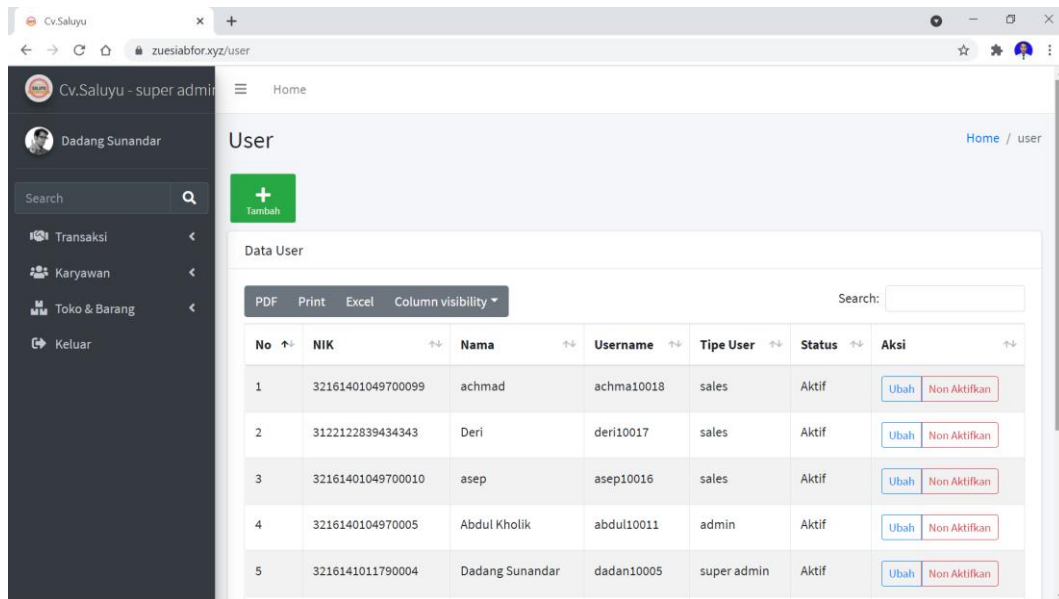 Cv.Saluyu
zuesiabfor.xyz/user
Cv.Saluyu - super admin
Home
Dadang Sunandar
User
Home / user
Search
Tambah
Transaksi
Karyawan
Toko & Barang
Keluar
Data User
PDF Print Excel Column visibility
Search:
No NIK Nama Username Tipe User Status Aksi
1 32161401049700099 achmad achma10018 sales Aktif Ubah Non Aktifkan
2 3122122839434343 Deri deri10017 sales Aktif Ubah Non Aktifkan
3 32161401049700010 asep asep10016 sales Aktif Ubah Non Aktifkan
4 3216140104970005 Abdul Kholik abdul10011 admin Aktif Ubah Non Aktifkan
5 3216141011790004 Dadang Sunandar dadan10005 super admin Aktif Ubah Non Aktifkan